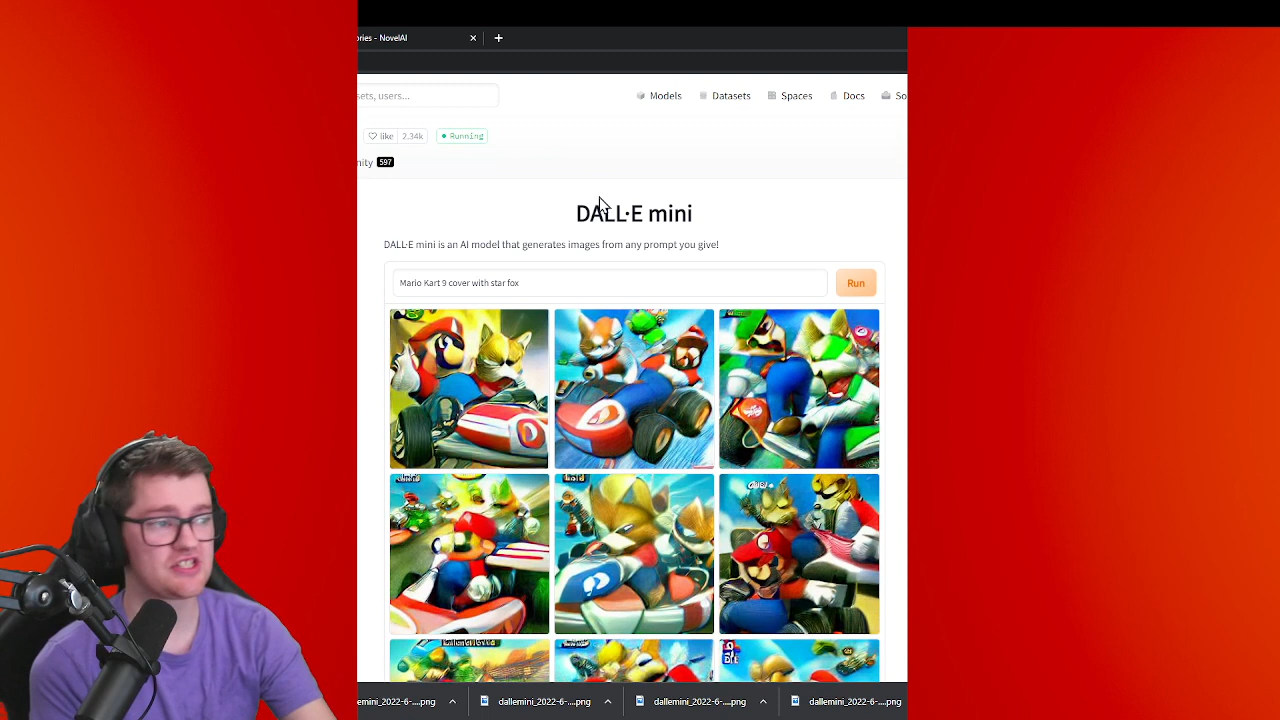 ories - NovelAI
sets, users...
Models
Datasets
Spaces
Docs
So
like
2.34k
Running
nity 597
DALL·E mini
DALL·E mini is an AI model that generates images from any prompt you give!
Mario Kart 9 cover with star fox
Run
emini_2022-6-....png
dallemini_2022-6-....png
dallemini_2022-6-....png
dallemini_2022-6-....png